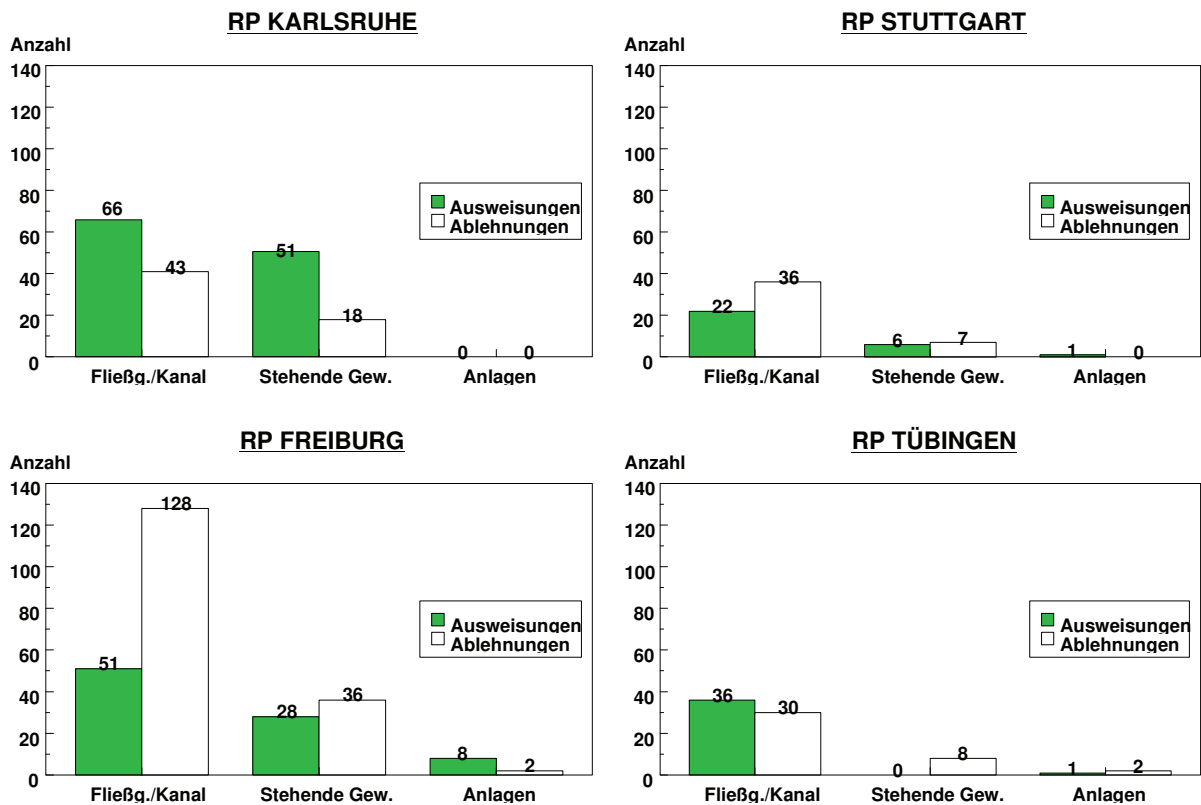 RP KARLSRUHE
Anzahl
140
120
100
80
60
40
20
0
66
43
51
18
0
0
Ausweisungen
Ablehnungen
Fließg./Kanal Stehende Gew. Anlagen
RP STUTTGART
Anzahl
140
120
100
80
60
40
20
0
22
36
6
7
1
0
Ausweisungen
Ablehnungen
Fließg./Kanal Stehende Gew. Anlagen
RP FREIBURG
Anzahl
140
120
100
80
60
40
20
0
51
128
28
36
8
2
Ausweisungen
Ablehnungen
Fließg./Kanal Stehende Gew. Anlagen
RP TÜBINGEN
Anzahl
140
120
100
80
60
40
20
0
36
30
0
8
1
2
Ausweisungen
Ablehnungen
Fließg./Kanal Stehende Gew. Anlagen